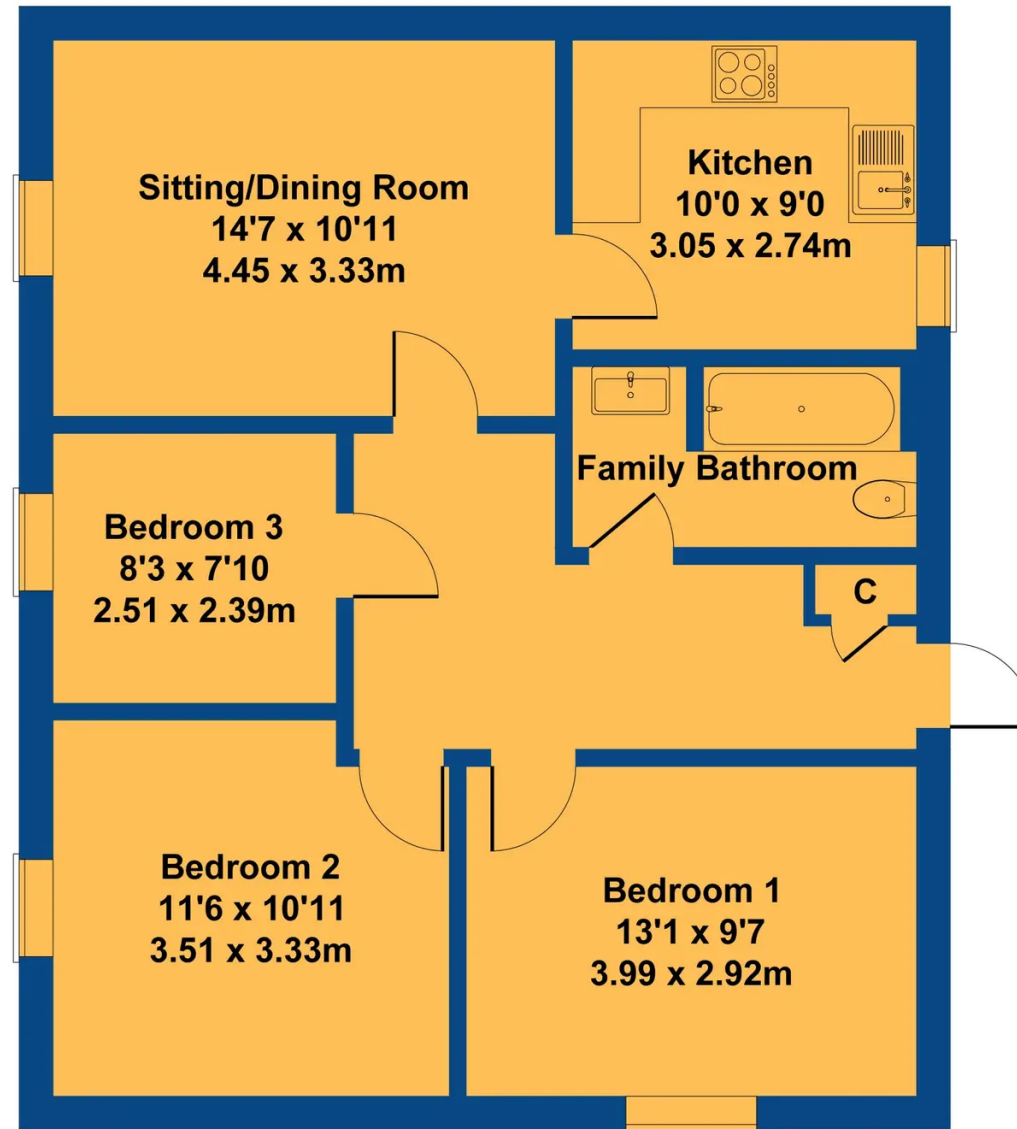 Sitting/Dining Room
14'7 x 10'11
4.45 x 3.33m
Kitchen
10'0 x 9'0
3.05 x 2.74m
Family Bathroom
Bedroom 3
8'3 x 7'10
2.51 x 2.39m
C
Bedroom 2
11'6 x 10'11
3.51 x 3.33m
Bedroom 1
13'1 x 9'7
3.99 x 2.92m